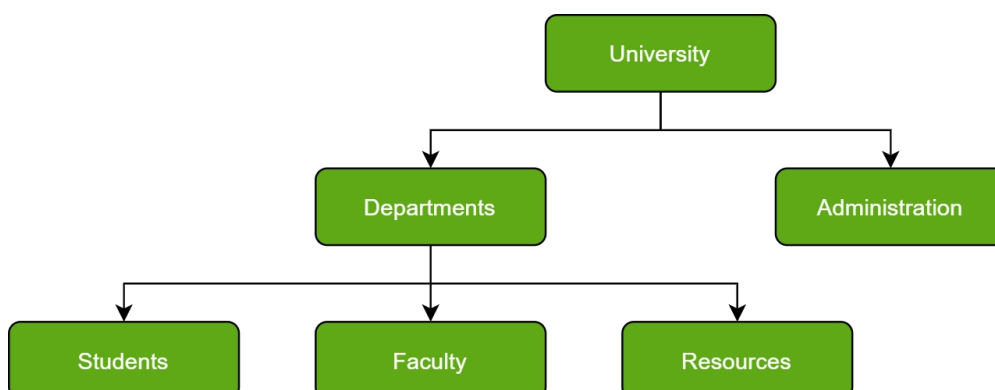 University
Departments
Administration
Students
Faculty
Resources